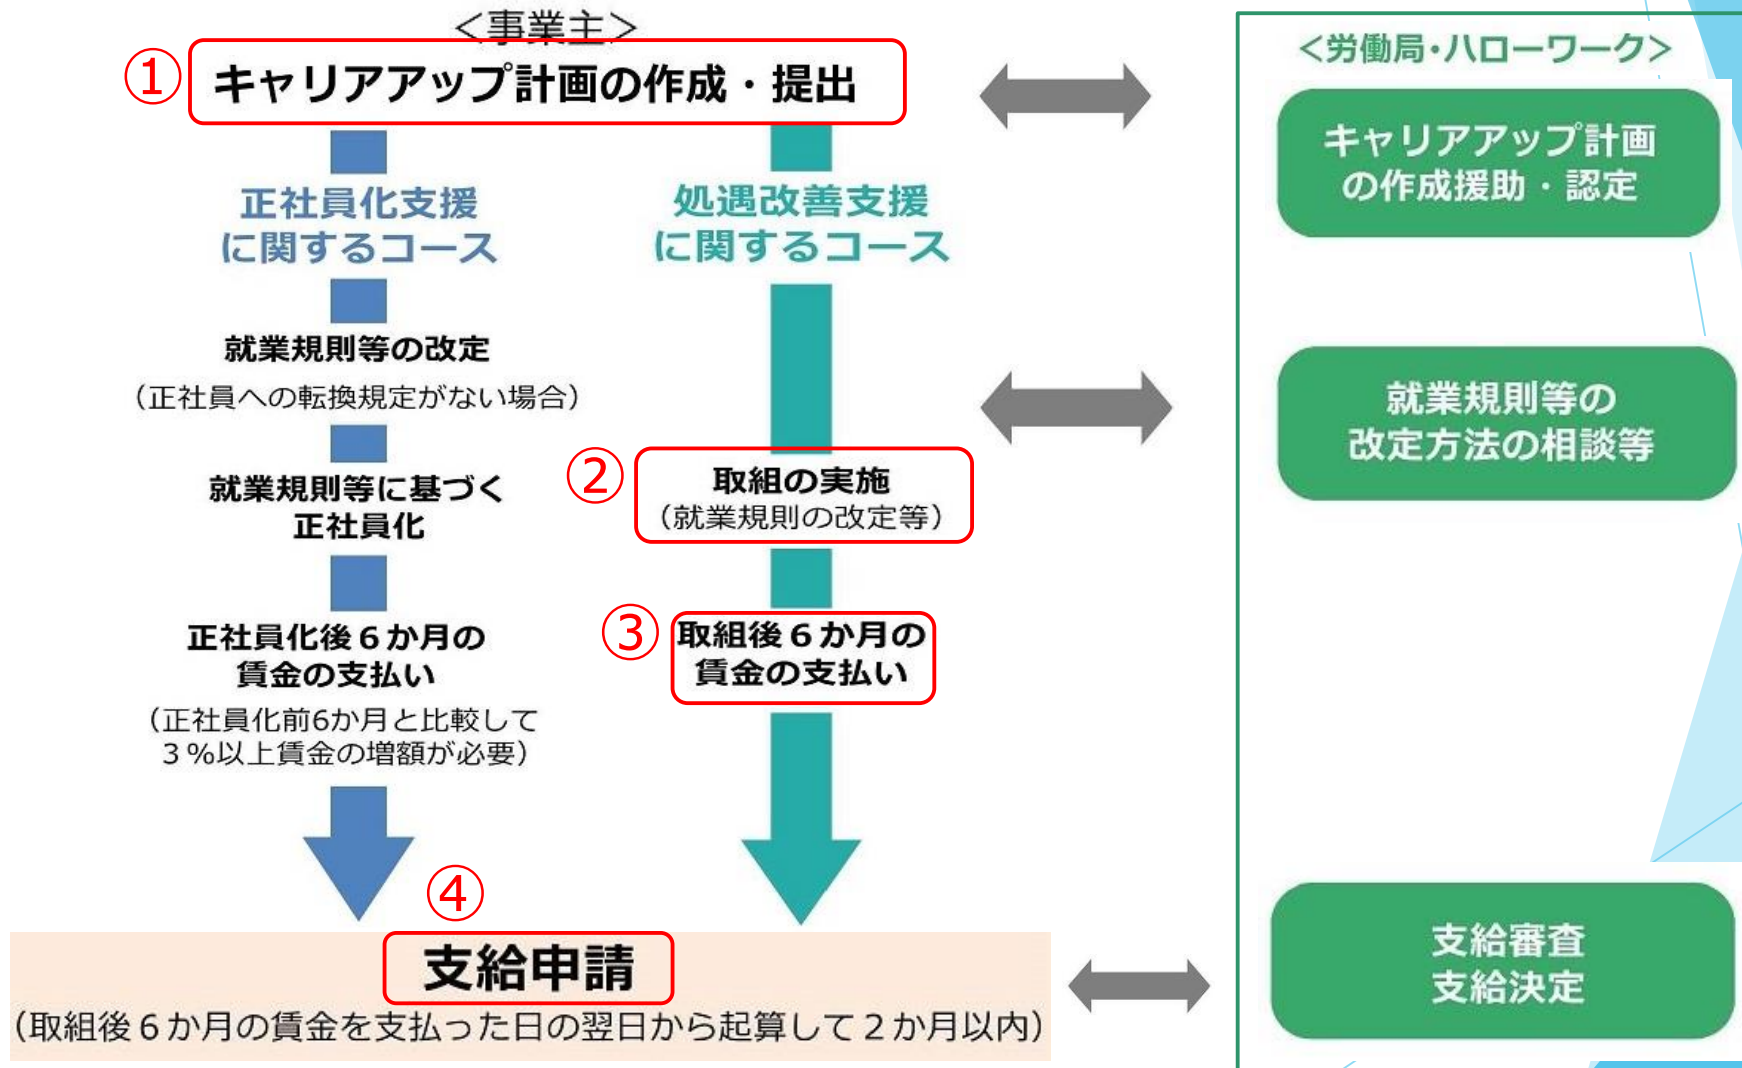 ＜事業主＞
①
キャリアアップ計画の作成・提出
正社員化支援
に関するコース
就業規則等の改定
（正社員への転換規定がない場合）
就業規則等に基づく
正社員化
正社員化後６か月の
賃金の支払い
（正社員化前6か月と比較して
３%以上賃金の増額が必要）
処遇改善支援
に関するコース
②
取組の実施
（就業規則の改定等）
③
取組後６か月の
賃金の支払い
④
支給申請
（取組後６か月の賃金を支払った日の翌日から起算して２か月以内）
＜労働局・ハローワーク＞
キャリアアップ計画
の作成援助・認定
就業規則等の
改定方法の相談等
支給審査
支給決定